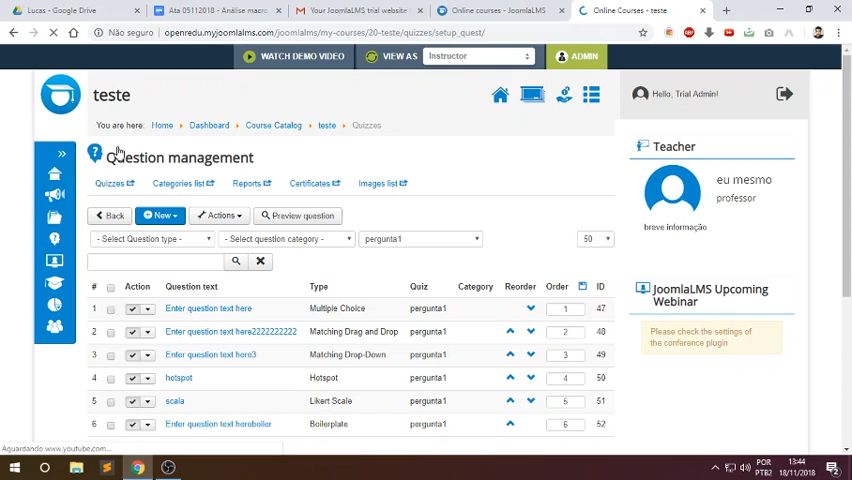 Lucas - Google Drive
Ata 05112018 - Análise macro
Your JoomlaLMS trial website
Online courses - JoomlaLMS
Online Courses - teste
Não seguro
openredu.myjoomlalms.com/joomlalms/my-courses/20-teste/quizzes/setup_quest/
WATCH DEMO VIDEO
VIEW AS
Instructor
ADMIN
teste
Hello, Trial Admin!
You are here: Home Dashboard Course Catalog teste Quizzes
Question management
Quizzes Categories list Reports Certificates Images list
Back New Actions Preview question
- Select Question type - - Select question category - pergunta1 50
# Action Question text Type Quiz Category Reorder Order ID
1 Enter question text here Multiple Choice pergunta1 1 47
2 Enter question text here2222222222 Matching Drag and Drop pergunta1 2 48
3 Enter question text here3 Matching Drop-Down pergunta1 3 49
4 hotspot Hotspot pergunta1 4 50
5 scala Likert Scale pergunta1 5 51
6 Enter question text hereboiler Boilerplate pergunta1 6 52
Teacher
eu mesmo
professor
breve informação
JoomlaLMS Upcoming
Webinar
Please check the settings of
the conference plugin
Aguardando www.youtube.com...
POR
PTB2
13:44
18/11/2018
2